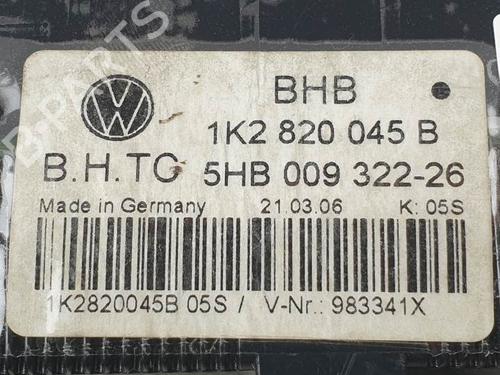 BHB
1K2 820 045 B
B.H.TC 5HB 009 322-26
Made in Germany 21.03.06 K: 05S
1K2820045B 05S / V-Nr.: 983341X
B-PARTS